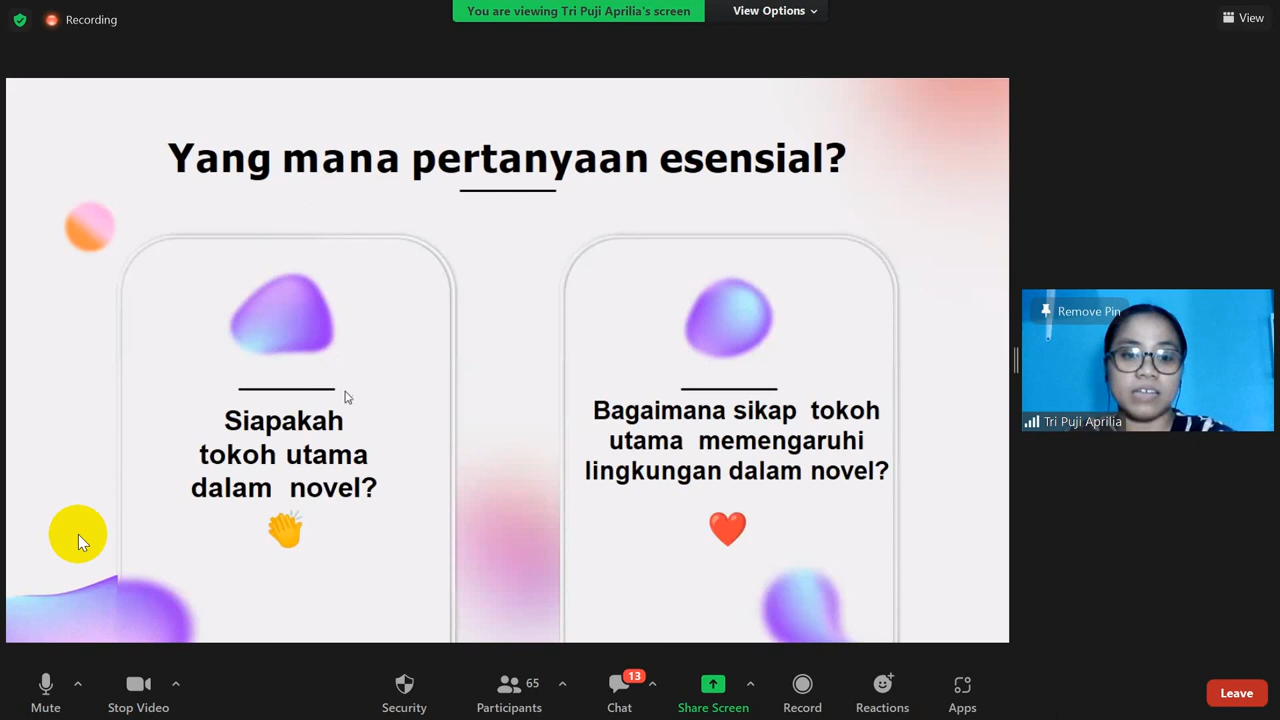 Recording
You are viewing Tri Puji Aprilia's screen
View Options
View
Yang mana pertanyaan esensial?
Siapakah
tokoh utama
dalam novel?
Bagaimana sikap tokoh
utama memengaruhi
lingkungan dalam novel?
Remove Pin
Tri Puji Aprilia
Mute
Stop Video
Security
65
Participants
13
Chat
Share Screen
Record
Reactions
Apps
Leave